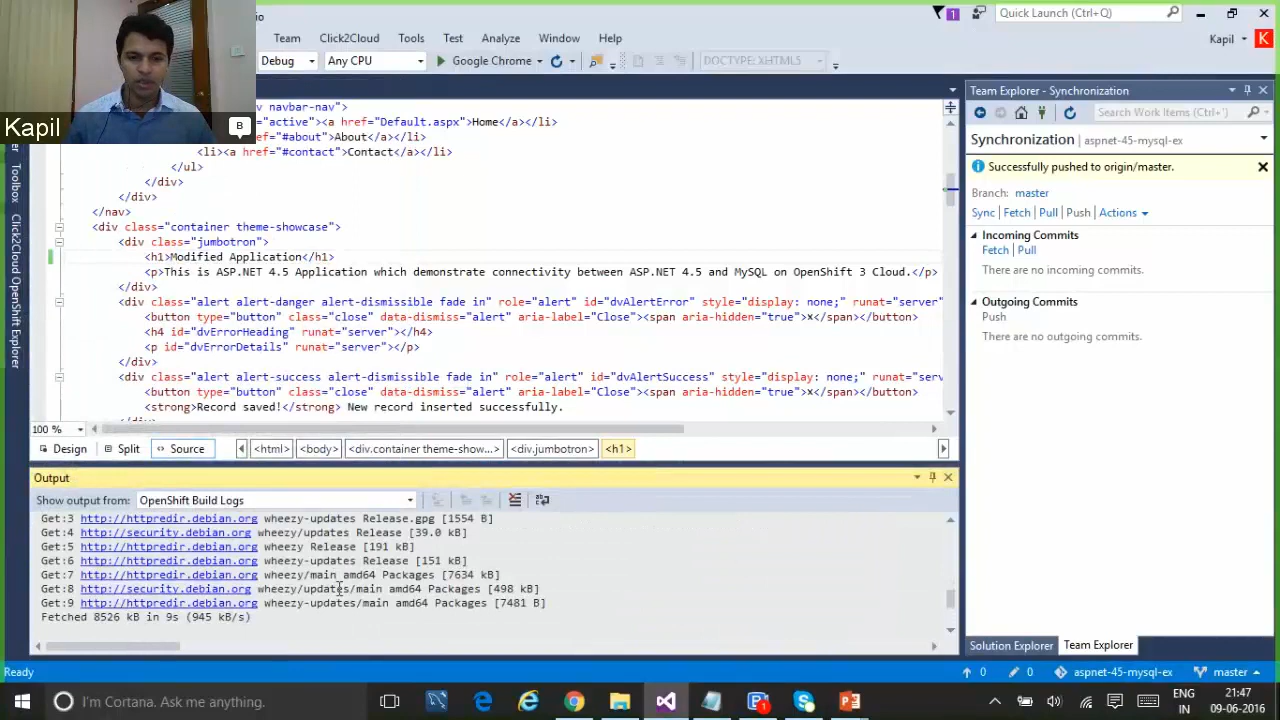 io
1
Quick Launch (Ctrl+Q)
Team Click2Cloud Tools Test Analyze Window Help
Kapil K
Debug Any CPU Google Chrome DOCTYPE: XHTML5
Kapil
B
Toolbox
Click2Cloud OpenShift Explorer
v navbar-nav">
"active"><a href="Default.aspx">Home</a></li>
<a href="#about">About</a></li>
<li><a href="#contact">Contact</a></li>
</ul>
</div>
</div>
</nav>
<div class="container theme-showcase">
<div class="jumbotron">
<h1>Modified Application</h1>
<p>This is ASP.NET 4.5 Application which demonstrate connectivity between ASP.NET 4.5 and MySQL on OpenShift 3 Cloud.</p>
</div>
<div class="alert alert-danger alert-dismissible fade in" role="alert" id="dvAlertError" style="display: none;" runat="server"
<button type="button" class="close" data-dismiss="alert" aria-label="Close"><span aria-hidden="true">×</span></button>
<h4 id="dvErrorHeading" runat="server"></h4>
<p id="dvErrorDetails" runat="server"></p>
</div>
<div class="alert alert-success alert-dismissible fade in" role="alert" id="dvAlertSuccess" style="display: none;" runat="serv
<button type="button" class="close" data-dismiss="alert" aria-label="Close"><span aria-hidden="true">×</span></button>
<strong>Record saved!</strong> New record inserted successfully.
100 %
Design Split Source <html> <body> <div.container theme-show...> <div.jumbotron> <h1>
Output
Show output from: OpenShift Build Logs
Get:3 http://httpredir.debian.org wheezy-updates Release.gpg [1554 B]
Get:4 http://security.debian.org wheezy/updates Release [39.0 kB]
Get:5 http://httpredir.debian.org wheezy Release [191 kB]
Get:6 http://httpredir.debian.org wheezy-updates Release [151 kB]
Get:7 http://httpredir.debian.org wheezy/main amd64 Packages [7634 kB]
Get:8 http://security.debian.org wheezy/updates/main amd64 Packages [498 kB]
Get:9 http://httpredir.debian.org wheezy-updates/main amd64 Packages [7481 B]
Fetched 8526 kB in 9s (945 kB/s)
Team Explorer - Synchronization
Search Work Items (Ctrl+')
Synchronization | aspnet-45-mysql-ex
Successfully pushed to origin/master.
Branch: master
Sync | Fetch | Pull | Push | Actions
Incoming Commits
Fetch | Pull
There are no incoming commits.
Outgoing Commits
Push
There are no outgoing commits.
Solution Explorer Team Explorer
Ready 0 0 aspnet-45-mysql-ex master
I'm Cortana. Ask me anything.
1
ENG
IN
21:47
09-06-2016